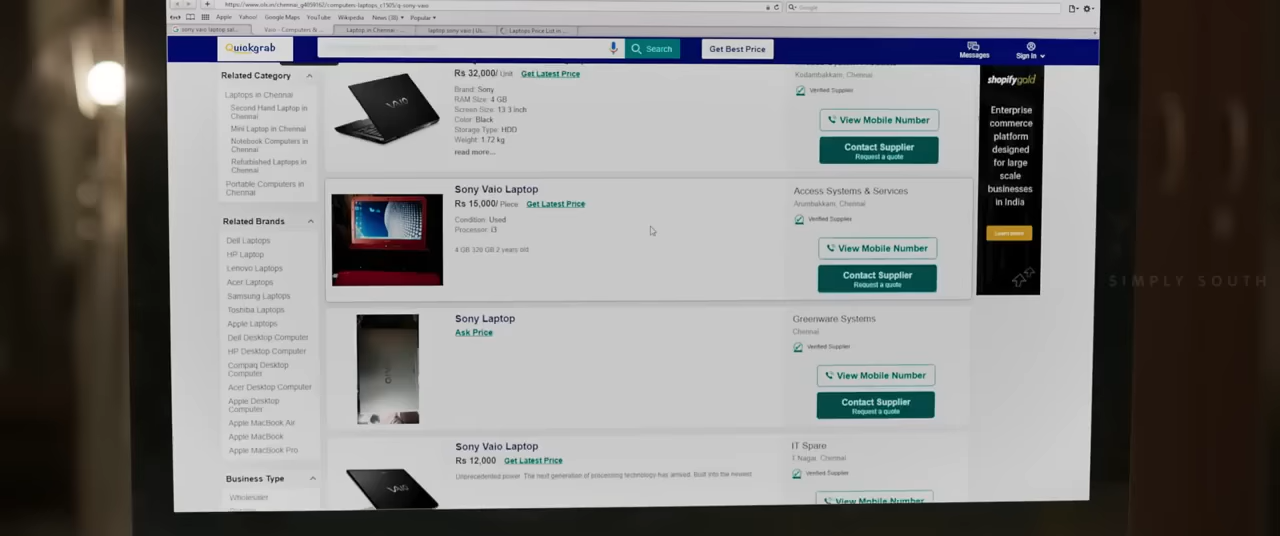 https://www.olx.in/chennai_g4059162/computers-laptops_c1505/q-sony-vaio
Google
Apple Yahoo! Google Maps YouTube Wikipedia News (30) Popular
sony vaio laptop sal...
Vaio - Computers & ...
Laptop in Chennai - ...
laptop sony vaio | Us...
Laptops Price List in ...
Quickgrab
Search
Get Best Price
Messages
Sign In
Related Category
Laptops in Chennai
Second Hand Laptop in
Chennai
Mini Laptop in Chennai
Notebook Computers in
Chennai
Refurbished Laptops in
Chennai
Portable Computers in
Chennai
Related Brands
Dell Laptops
HP Laptop
Lenovo Laptops
Acer Laptops
Samsung Laptops
Toshiba Laptops
Apple Laptops
Dell Desktop Computer
HP Desktop Computer
Compaq Desktop
Computer
Acer Desktop Computer
Apple Desktop
Computer
Apple MacBook Air
Apple MacBook
Apple MacBook Pro
Business Type
Wholesaler
VAIO
Rs 32,000/ Unit Get Latest Price
Brand: Sony
RAM Size: 4 GB
Screen Size: 13.3 inch
Color: Black
Storage Type: HDD
Weight: 1.72 kg
read more...
Kodambakkam, Chennai
Verified Supplier
View Mobile Number
Contact Supplier
Request a quote
Sony Vaio Laptop
Rs 15,000/ Piece Get Latest Price
Condition: Used
Processor: i3
4 GB 320 GB 2 years old
Access Systems & Services
Arumbakkam, Chennai
Verified Supplier
View Mobile Number
Contact Supplier
Request a quote
Sony Laptop
Ask Price
Greenware Systems
Chennai
Verified Supplier
View Mobile Number
Contact Supplier
Request a quote
VAIO
Sony Vaio Laptop
Rs 12,000 Get Latest Price
Unprecedented power. The next generation of processing technology has arrived. Built into the newest
IT Spare
T. Nagar, Chennai
Verified Supplier
View Mobile Number
shopifygold
Enterprise
commerce
platform
designed
for large
scale
businesses
in India
Learn more
SIMPLY SOUTH